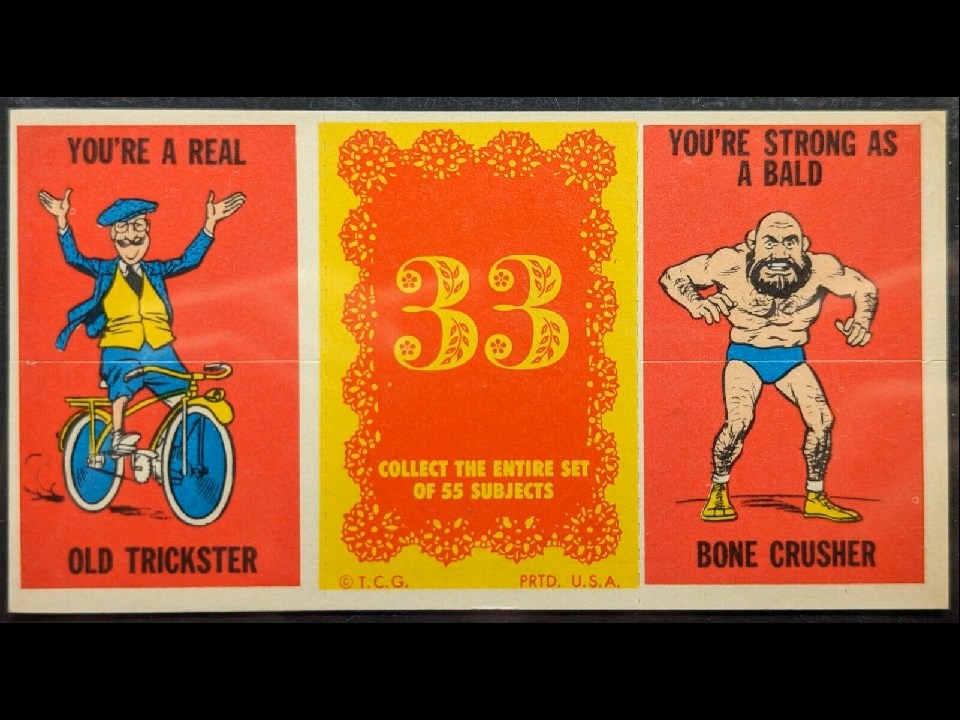 YOU'RE A REAL
OLD TRICKSTER
33
COLLECT THE ENTIRE SET
OF 55 SUBJECTS
© T.C.G. PRTD. U.S.A.
YOU'RE STRONG AS
A BALD
BONE CRUSHER